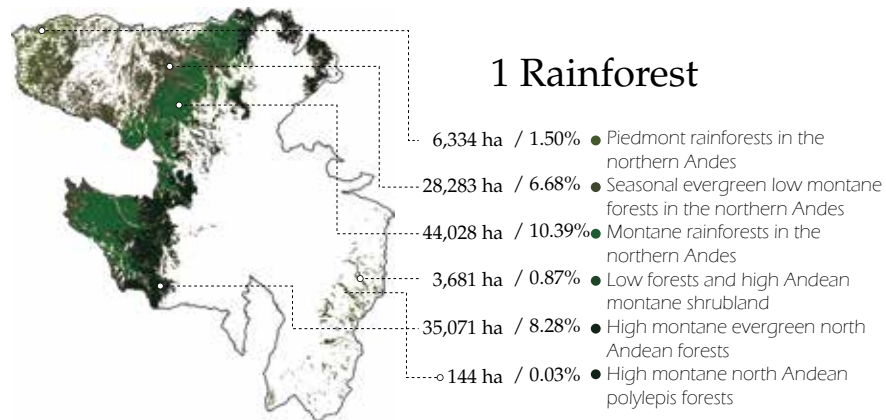 1 Rainforest
6,334 ha / 1.50% Piedmont rainforests in the
northern Andes
28,283 ha / 6.68% Seasonal evergreen low montane
forests in the northern Andes
44,028 ha / 10.39% Montane rainforests in the
northern Andes
3,681 ha / 0.87% Low forests and high Andean
montane shrubland
35,071 ha / 8.28% High montane evergreen north
Andean forests
144 ha / 0.03% High montane north Andean
polylepis forests